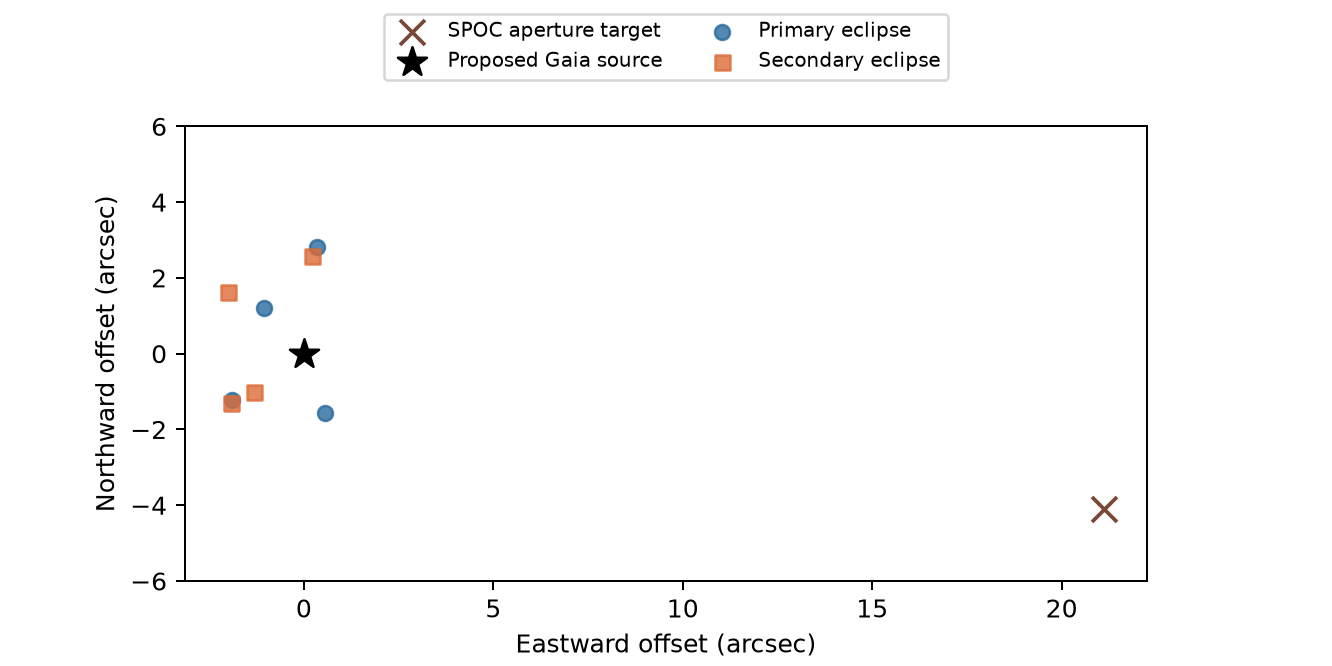 SPOC aperture target
Proposed Gaia source
Primary eclipse
Secondary eclipse
Northward offset (arcsec)
6
4
2
0
−2
−4
−6
0 5 10 15 20
Eastward offset (arcsec)